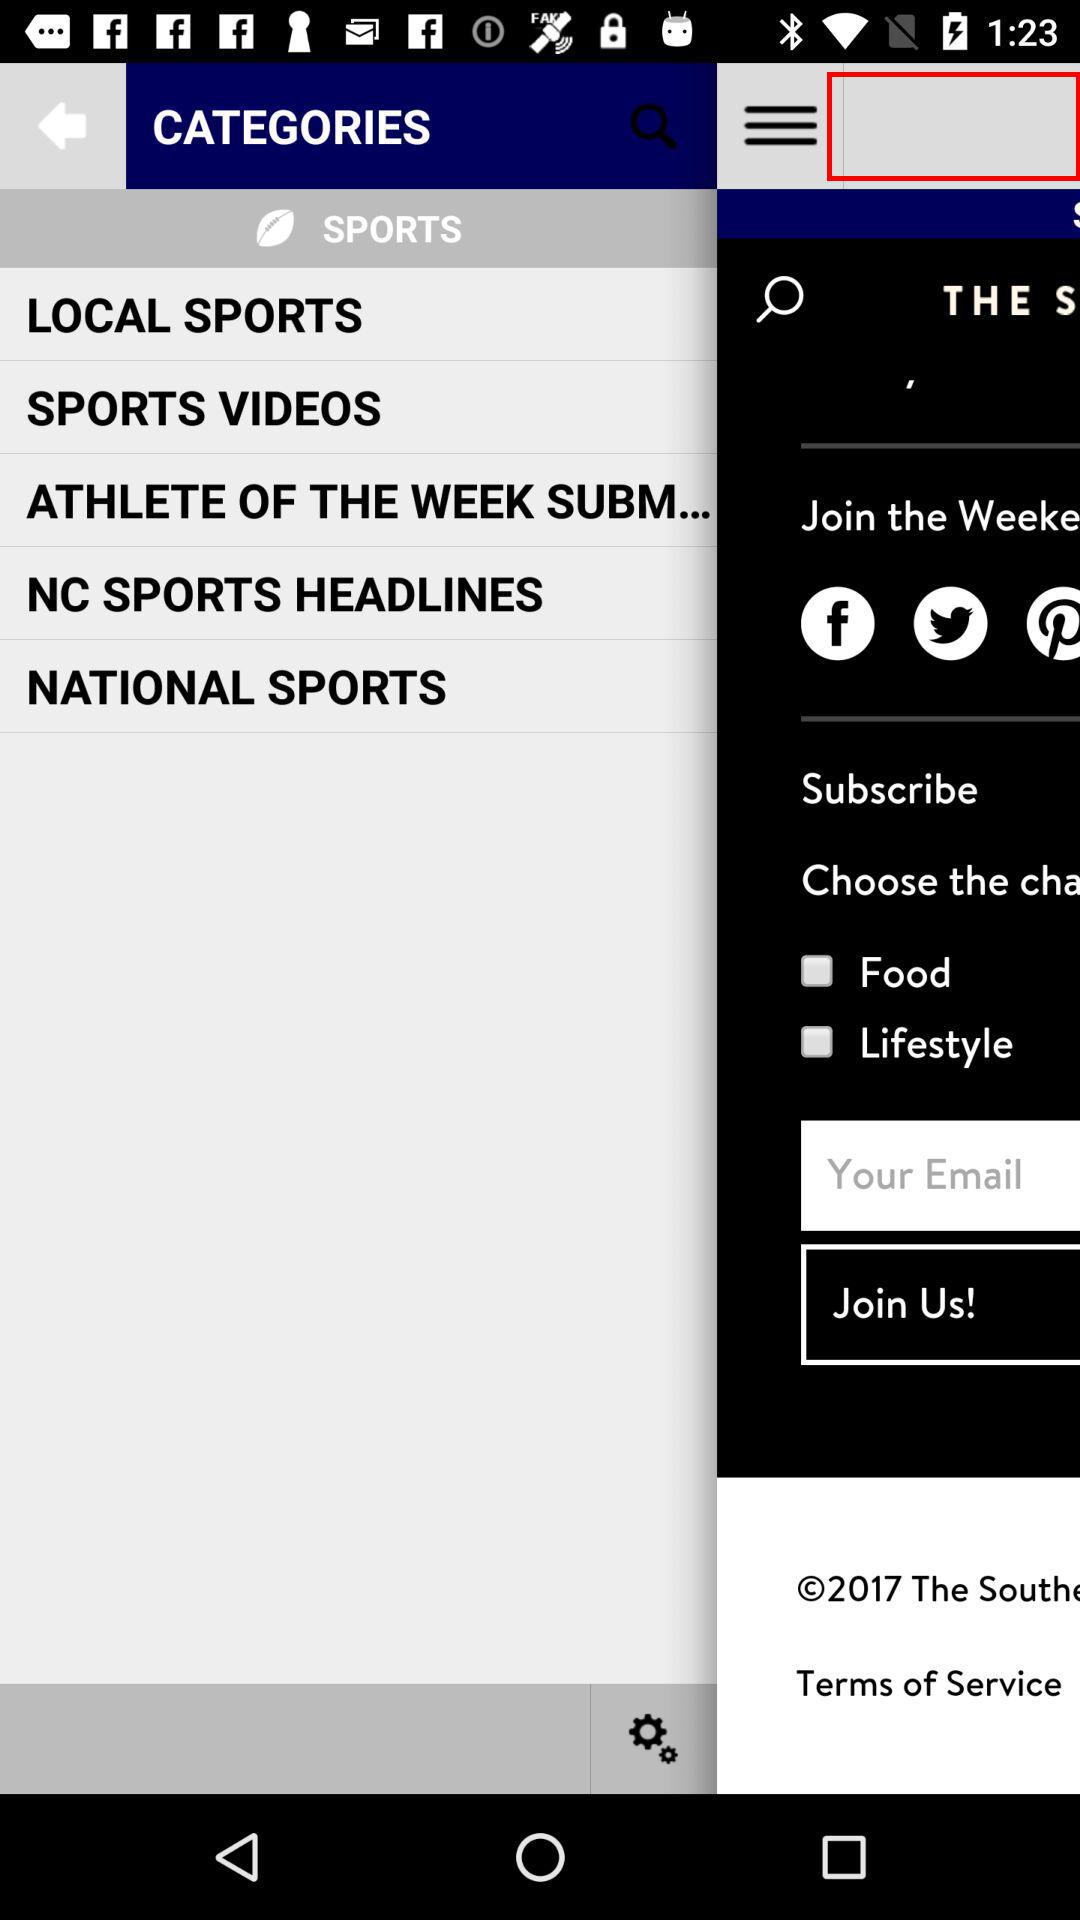 FAKE
1:23
CATEGORIES
SPORTS
LOCAL SPORTS
SPORTS VIDEOS
ATHLETE OF THE WEEK SUBM...
NC SPORTS HEADLINES
NATIONAL SPORTS
S
THE S
Join the Weeke
Subscribe
Choose the cha
Food
Lifestyle
Your Email
Join Us!
©2017 The Southe
Terms of Service